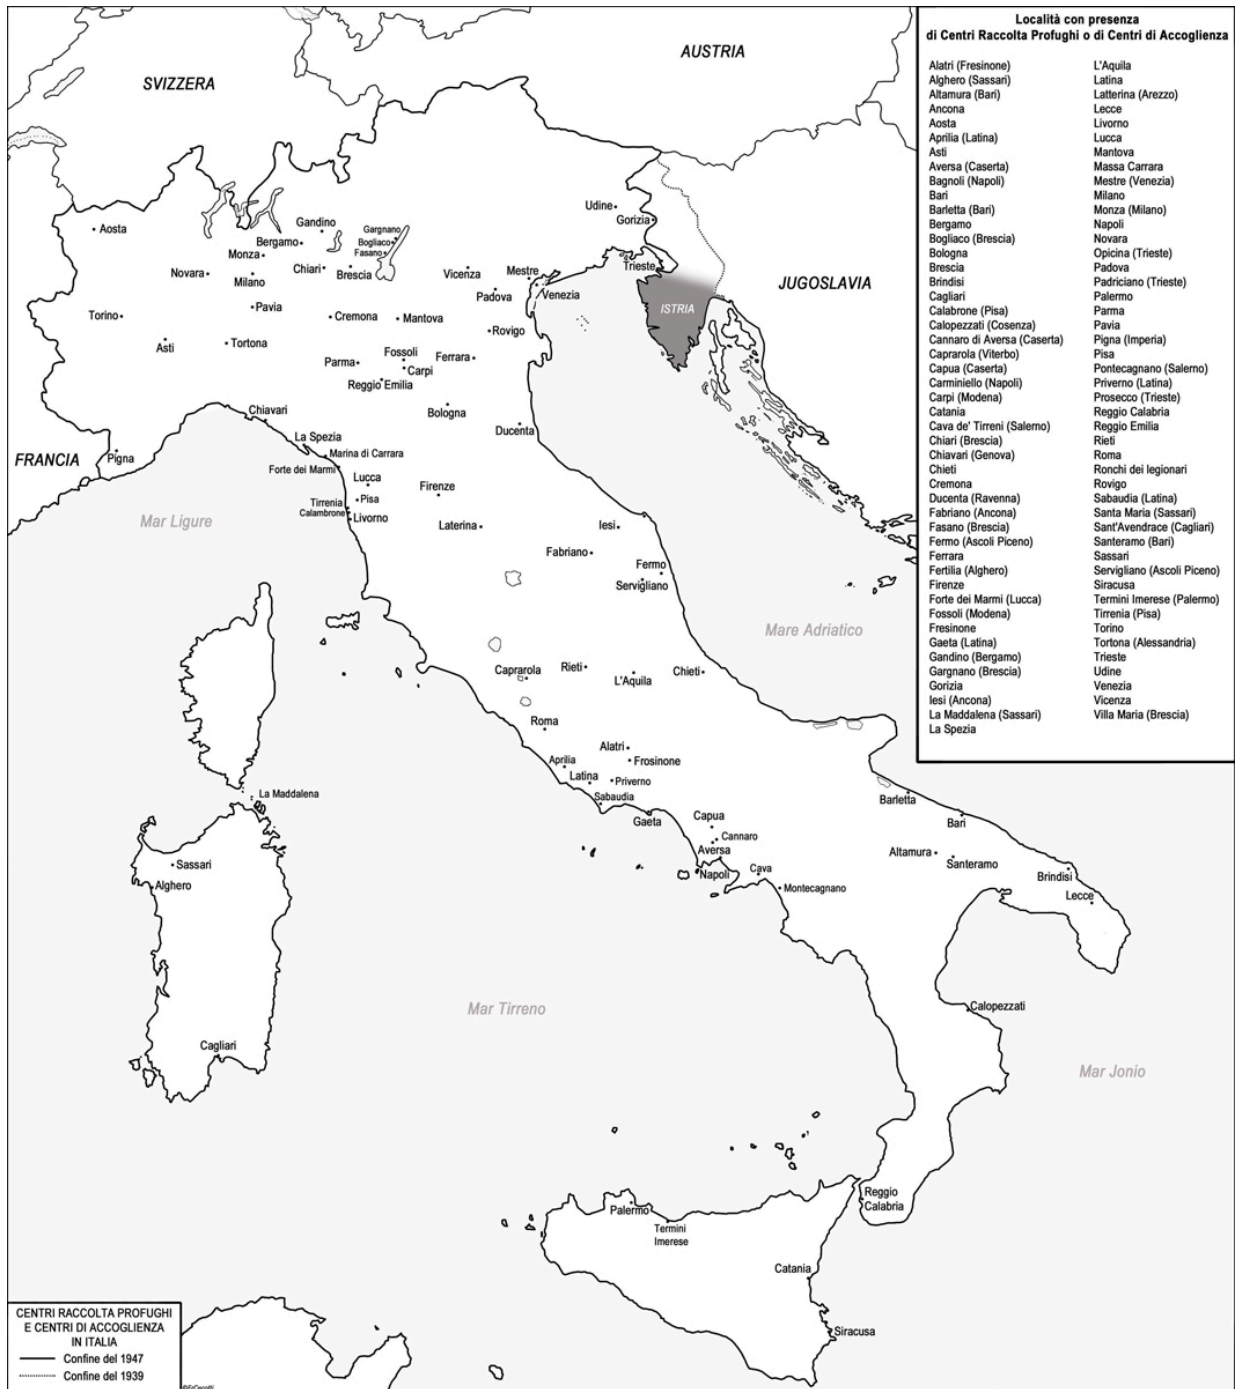 Località con presenza
di Centri Raccolta Profughi o di Centri di Accoglienza
Alatri (Fresinone)
Alghero (Sassari)
Altamura (Bari)
Ancona
Aosta
Aprilia (Latina)
Asti
Aversa (Caserta)
Bagnoli (Napoli)
Bari
Barletta (Bari)
Bergamo
Bogliaco (Brescia)
Bologna
Brescia
Brindisi
Cagliari
Calabrone (Pisa)
Calopezzati (Cosenza)
Cannaro di Aversa (Caserta)
Caprarola (Viterbo)
Capua (Caserta)
Carminiello (Napoli)
Carpi (Modena)
Catania
Cava de' Tirreni (Salerno)
Chiari (Brescia)
Chiavari (Genova)
Chieti
Cremona
Ducenta (Ravenna)
Fabriano (Ancona)
Fasano (Brescia)
Fermo (Ascoli Piceno)
Ferrara
Fertilia (Alghero)
Firenze
Forte dei Marmi (Lucca)
Fossoli (Modena)
Fresinone
Gaeta (Latina)
Gandino (Bergamo)
Gargnano (Brescia)
Gorizia
Iesi (Ancona)
La Maddalena (Sassari)
La Spezia
L'Aquila
Latina
Latterina (Arezzo)
Lecce
Livorno
Lucca
Mantova
Massa Carrara
Mestre (Venezia)
Milano
Monza (Milano)
Napoli
Novara
Opicina (Trieste)
Padova
Padriciano (Trieste)
Palermo
Parma
Pavia
Pigna (Imperia)
Pisa
Pontecagnano (Salerno)
Priverno (Latina)
Prosecco (Trieste)
Reggio Calabria
Reggio Emilia
Rieti
Roma
Ronchi dei legionari
Rovigo
Sabaudia (Latina)
Santa Maria (Sassari)
Sant'Avendrace (Cagliari)
Santeramo (Bari)
Sassari
Servigliano (Ascoli Piceno)
Siracusa
Termini Imerese (Palermo)
Tirrenia (Pisa)
Torino
Tortona (Alessandria)
Trieste
Udine
Venezia
Vicenza
Villa Maria (Brescia)
AUSTRIA
SVIZZERA
JUGOSLAVIA
FRANCIA
ISTRIA
Udine
Gorizia
Trieste
Aosta
Gandino
Bergamo
Gargnano
Bogliaco
Fasano
Monza
Novara
Milano
Chiari
Brescia
Vicenza
Mestre
Padova
Venezia
Pavia
Torino
Cremona
Mantova
Rovigo
Asti
Tortona
Parma
Fossoli
Carpi
Ferrara
Reggio Emilia
Bologna
Chiavari
Ducenta
La Spezia
Marina di Carrara
Pigna
Forte dei Marmi
Lucca
Firenze
Pisa
Tirrenia
Calambrone
Livorno
Laterina
Iesi
Mar Ligure
Fabriano
Fermo
Servigliano
Mare Adriatico
Caprarola
Rieti
L'Aquila
Chieti
Roma
Alatri
Frosinone
Aprilia
Latina
Priverno
Sabaudia
Gaeta
La Maddalena
Barletta
Bari
Capua
Cannaro
Aversa
Altamura
Santeramo
Sassari
Alghero
Napoli
Cava
Montecagnano
Brindisi
Lecce
Mar Tirreno
Calopezzati
Cagliari
Mar Jonio
Reggio
Calabria
Palermo
Termini
Imerese
Catania
Siracusa
CENTRI RACCOLTA PROFUGHI
E CENTRI DI ACCOGLIENZA
IN ITALIA
Confine del 1947
Confine del 1939